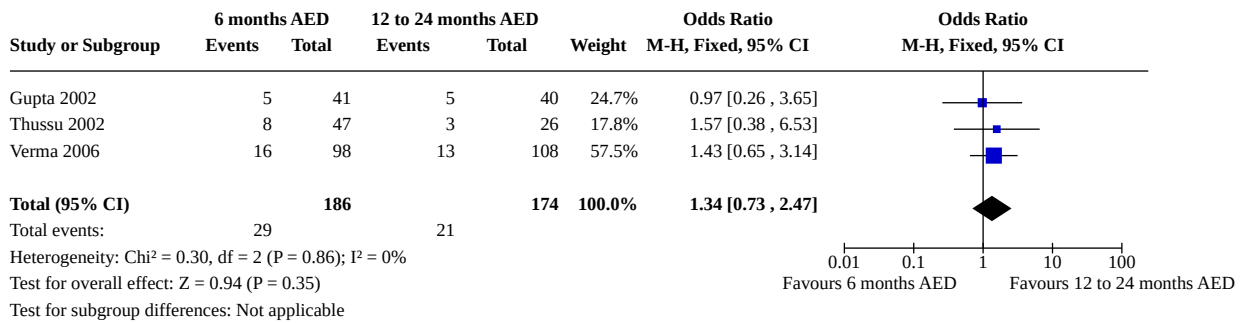 6 months AED 12 to 24 months AED Odds Ratio Odds Ratio
Study or Subgroup Events Total Events Total Weight M-H, Fixed, 95% CI M-H, Fixed, 95% CI
Gupta 2002 5 41 5 40 24.7% 0.97 [0.26 , 3.65]
Thussu 2002 8 47 3 26 17.8% 1.57 [0.38 , 6.53]
Verma 2006 16 98 13 108 57.5% 1.43 [0.65 , 3.14]
Total (95% CI) 186 174 100.0% 1.34 [0.73 , 2.47]
Total events: 29 21
Heterogeneity: Chi² = 0.30, df = 2 (P = 0.86); I² = 0%
0.01 0.1 1 10 100
Test for overall effect: Z = 0.94 (P = 0.35) Favours 6 months AED Favours 12 to 24 months AED
Test for subgroup differences: Not applicable